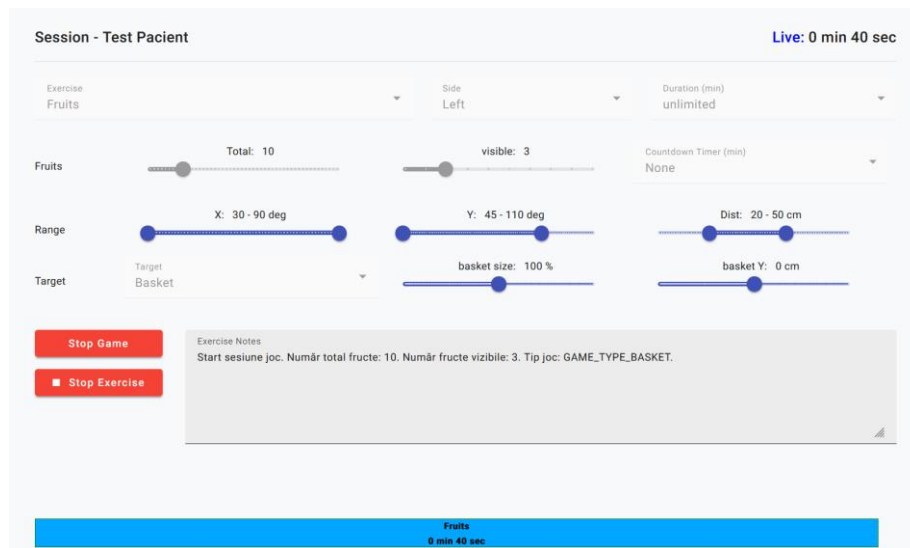 Session - Test Pacient
Live: 0 min 40 sec
Exercise
Fruits
Side
Left
Duration (min)
unlimited
Fruits
Total: 10
visible: 3
Countdown Timer (min)
None
Range
X: 30 - 90 deg
Y: 45 - 110 deg
Dist: 20 - 50 cm
Target
Target
Basket
basket size: 100 %
basket Y: 0 cm
Stop Game
Stop Exercise
Exercise Notes
Start sesiune joc. Număr total fructe: 10. Număr fructe vizibile: 3. Tip joc: GAME_TYPE_BASKET.
Fruits
0 min 40 sec